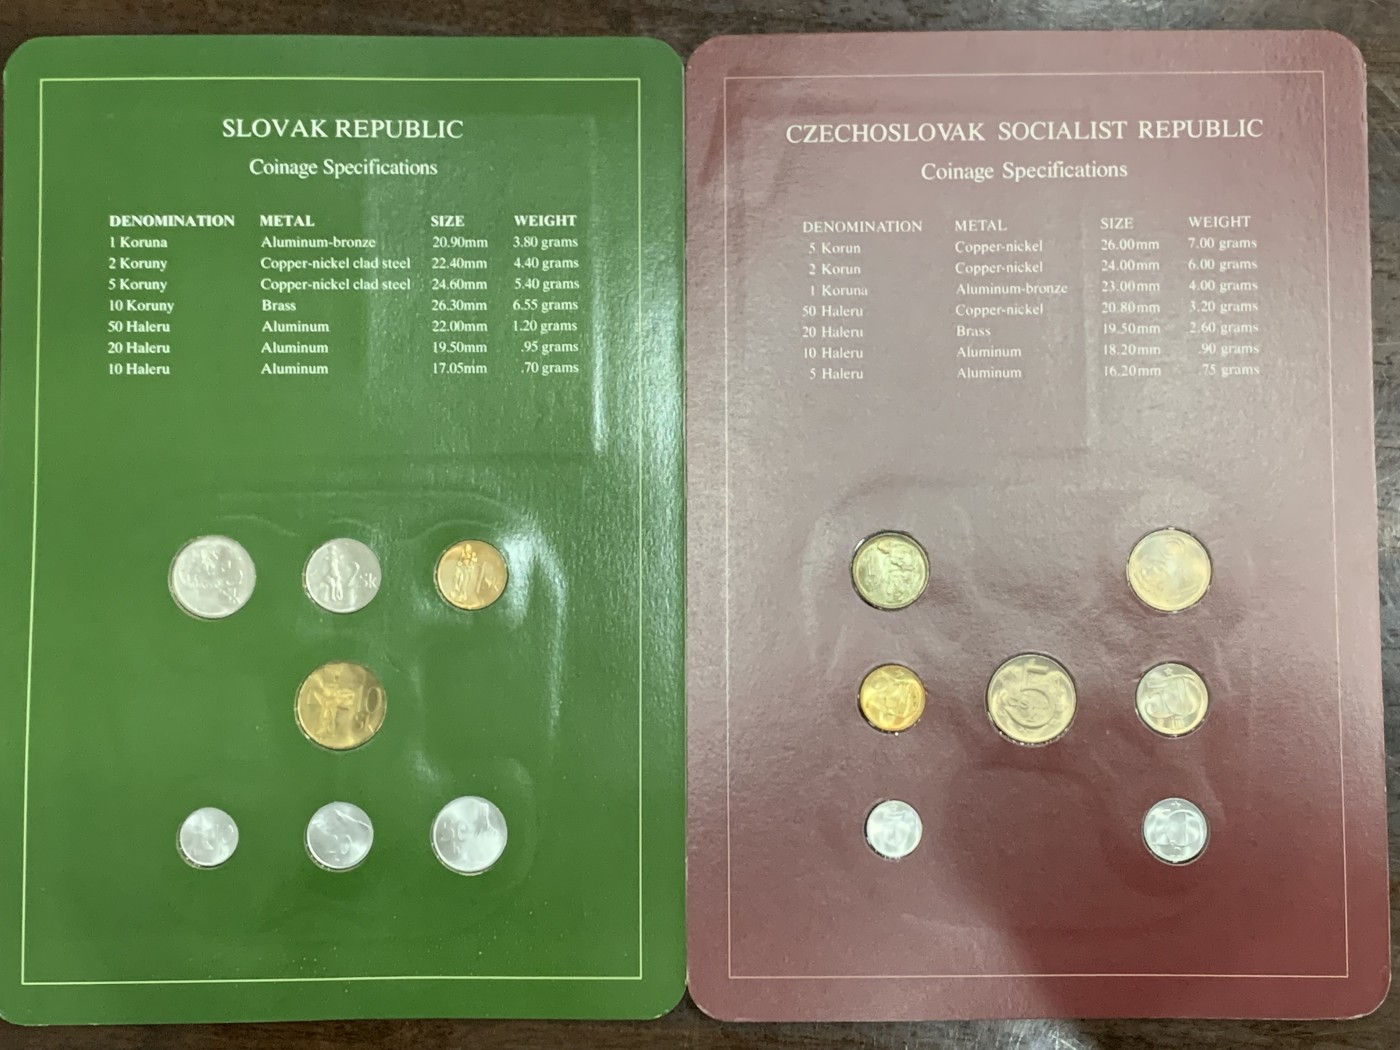 SLOVAK REPUBLIC
Coinage Specifications
DENOMINATION METAL SIZE WEIGHT
1 Koruna Aluminum-bronze 20.90mm 3.80 grams
2 Koruny Copper-nickel clad steel 22.40mm 4.40 grams
5 Koruny Copper-nickel clad steel 24.60mm 5.40 grams
10 Koruny Brass 26.30mm 6.55 grams
50 Haleru Aluminum 22.00mm 1.20 grams
20 Haleru Aluminum 19.50mm .95 grams
10 Haleru Aluminum 17.05mm .70 grams
2 Sk
10
CZECHOSLOVAK SOCIALIST REPUBLIC
Coinage Specifications
DENOMINATION METAL SIZE WEIGHT
5 Korun Copper-nickel 26.00mm 7.00 grams
2 Korun Copper-nickel 24.00mm 6.00 grams
1 Koruna Aluminum-bronze 23.00mm 4.00 grams
50 Haleru Copper-nickel 20.80mm 3.20 grams
20 Haleru Brass 19.50mm 2.60 grams
10 Haleru Aluminum 18.20mm .90 grams
5 Haleru Aluminum 16.20mm .75 grams